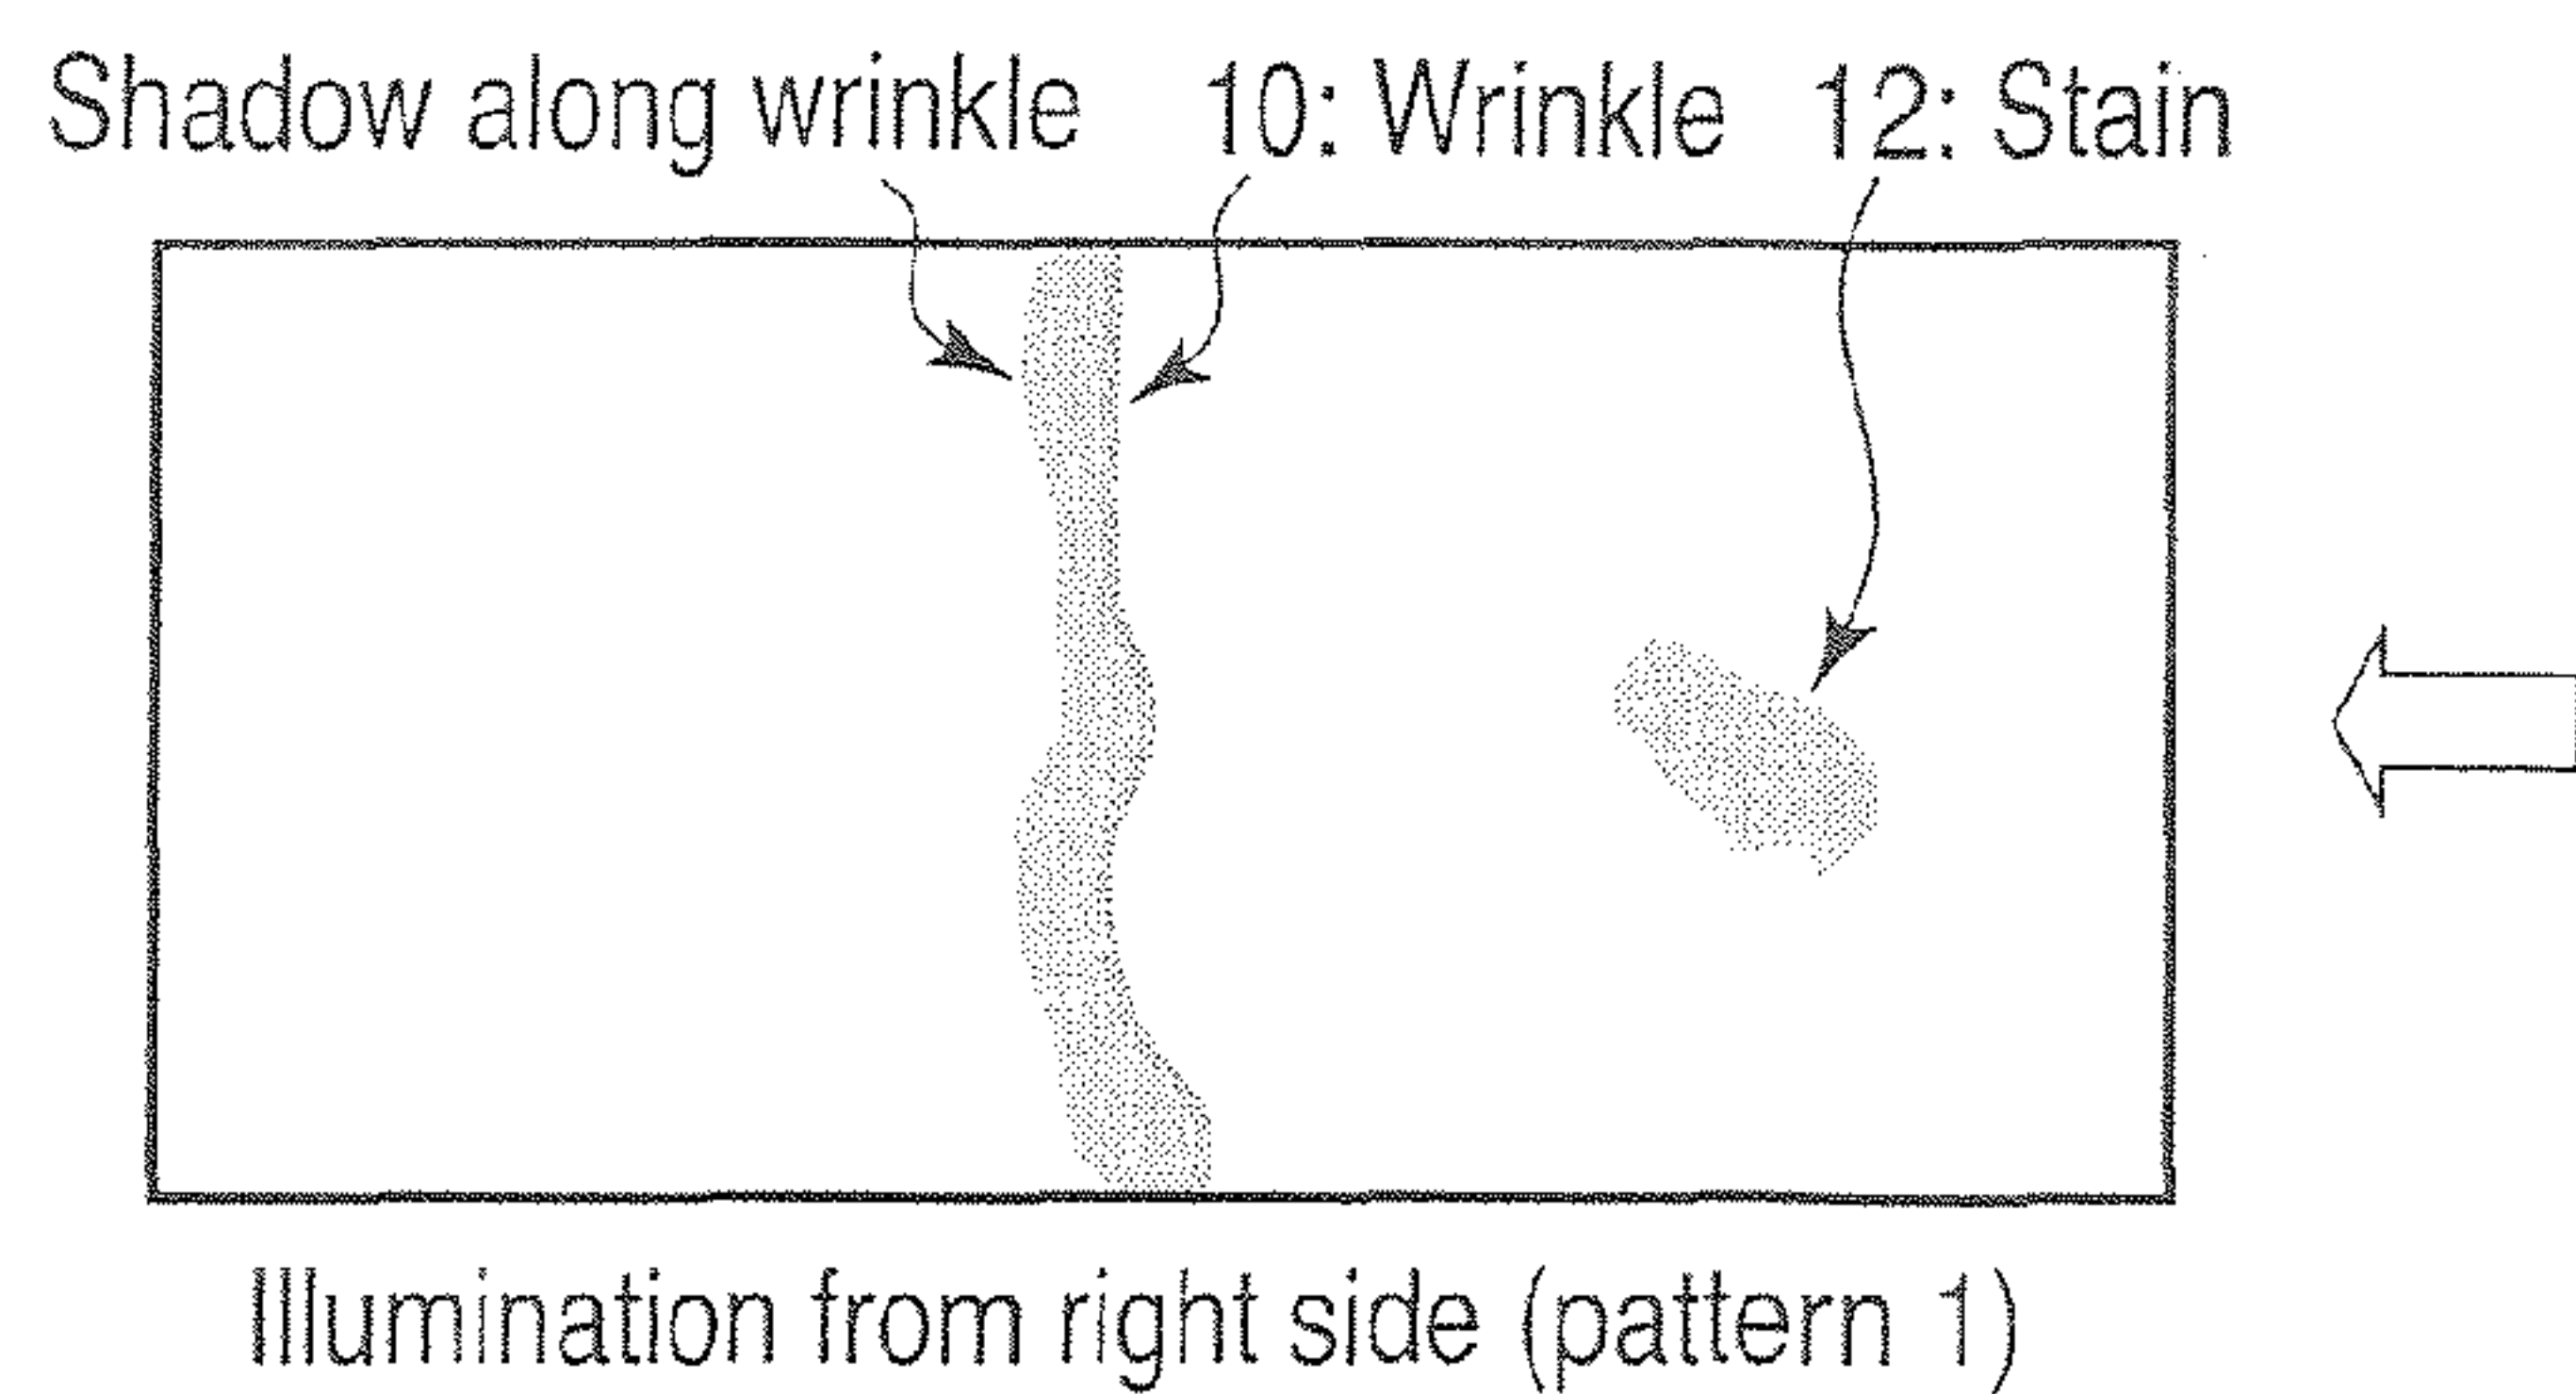 Shadow along wrinkle 10: Wrinkle 12: Stain
Illumination from right side (pattern 1)